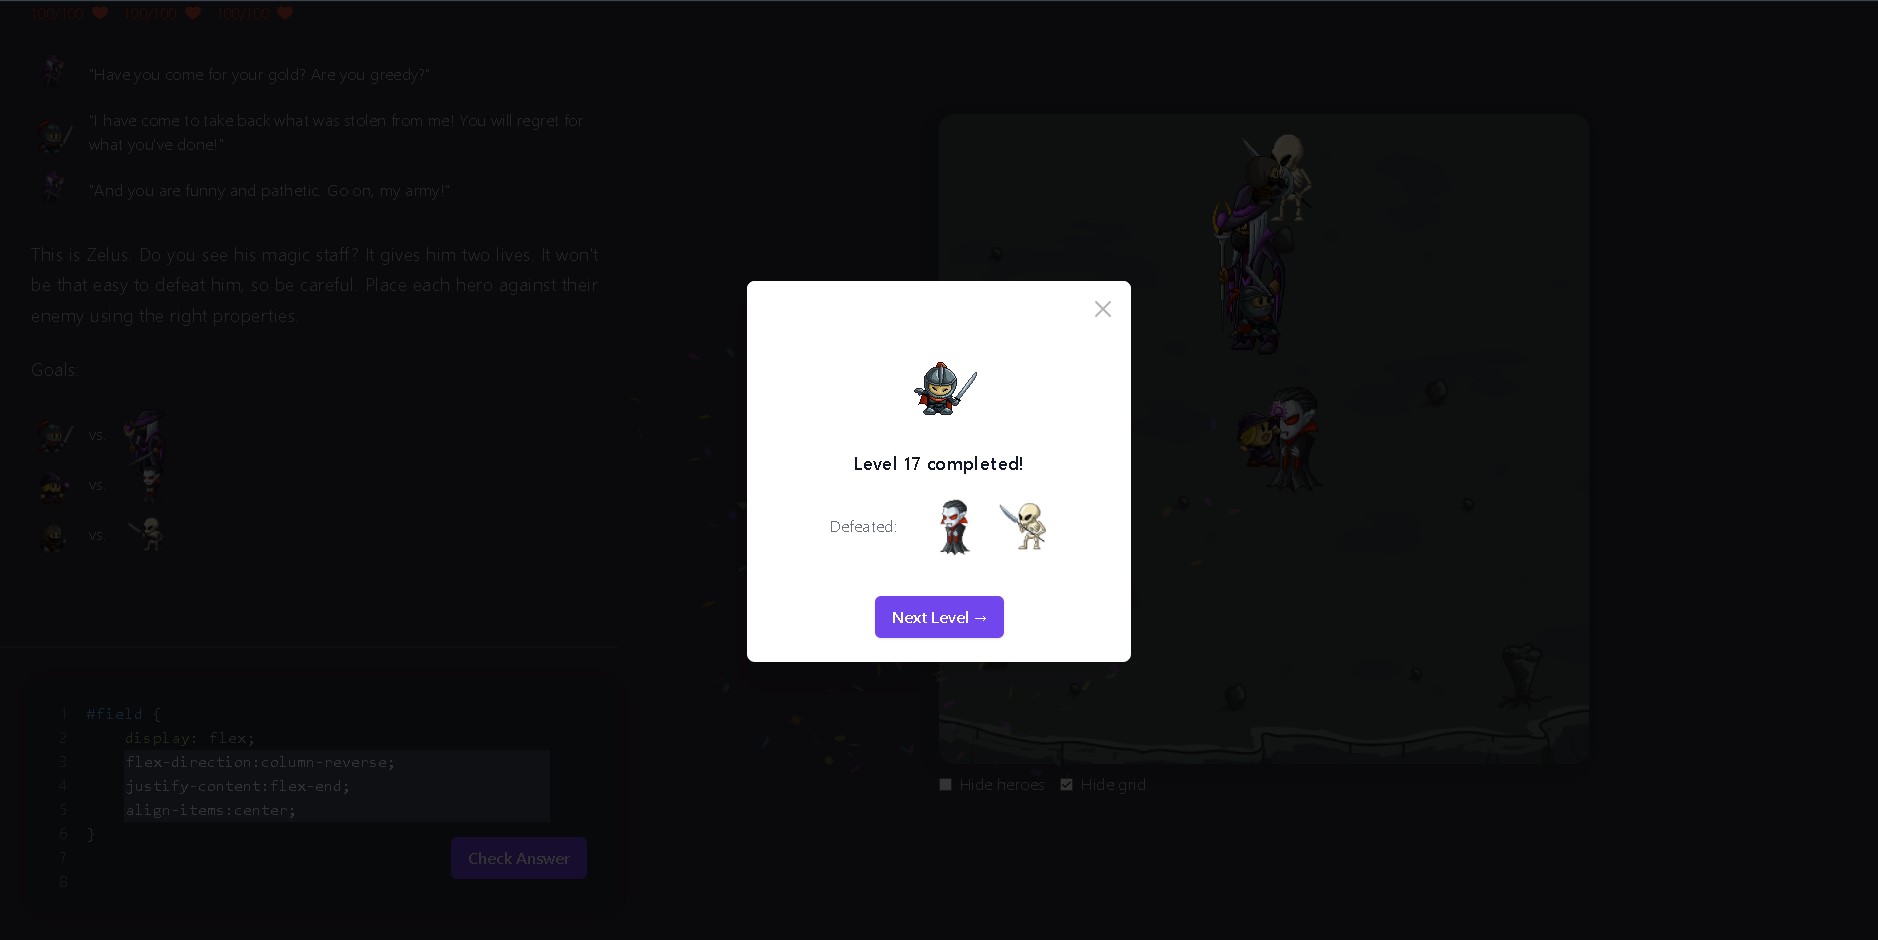 100/100 100/100 100/100
"Have you come for your gold? Are you greedy?"
"I have come to take back what was stolen from me! You will regret for
what you've done!"
"And you are funny and pathetic. Go on, my army!"
This is Zelus. Do you see his magic staff? It gives him two lives. It won't
be that easy to defeat him, so be careful. Place each hero against their
enemy using the right properties.
Goals:
vs.
vs.
vs.
1 #field {
2 display: flex;
3 flex-direction:column-reverse;
4 justify-content:flex-end;
5 align-items:center;
6 }
7
8
Check Answer
Level 17 completed!
Defeated:
Next Level →
Hide heroes Hide grid